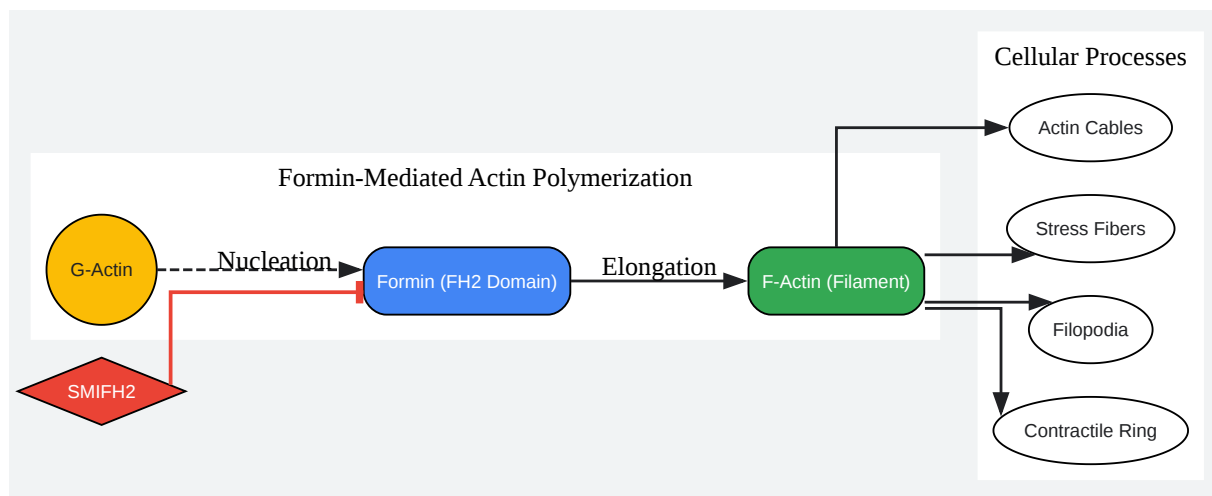 Cellular Processes
Actin Cables
Formin-Mediated Actin Polymerization
Stress Fibers
G-Actin
Nucleation
Formin (FH2 Domain)
Elongation
F-Actin (Filament)
Filopodia
SMIFH2
Contractile Ring